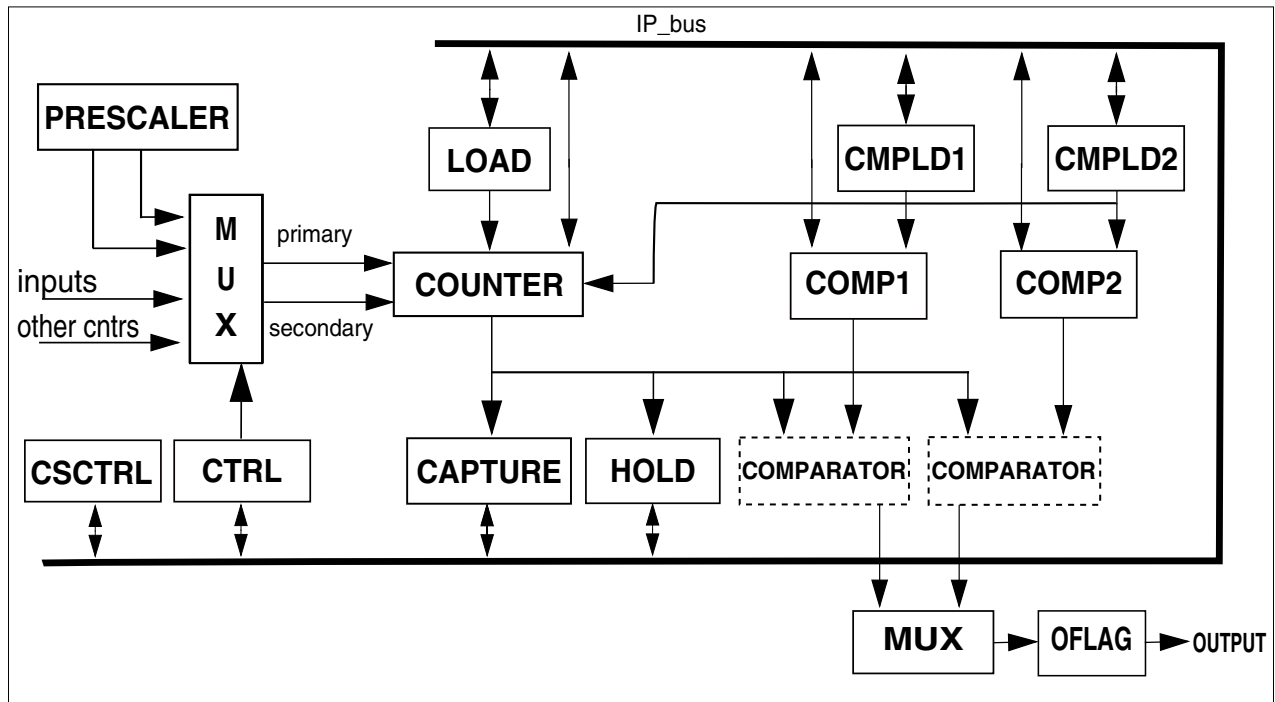 IP_bus
PRESCALER
LOAD
CMPLD1
CMPLD2
M
U
X
primary
secondary
inputs
other cntrs
COUNTER
COMP1
COMP2
CSCTRL
CTRL
CAPTURE
HOLD
COMPARATOR
COMPARATOR
MUX
OFLAG
OUTPUT